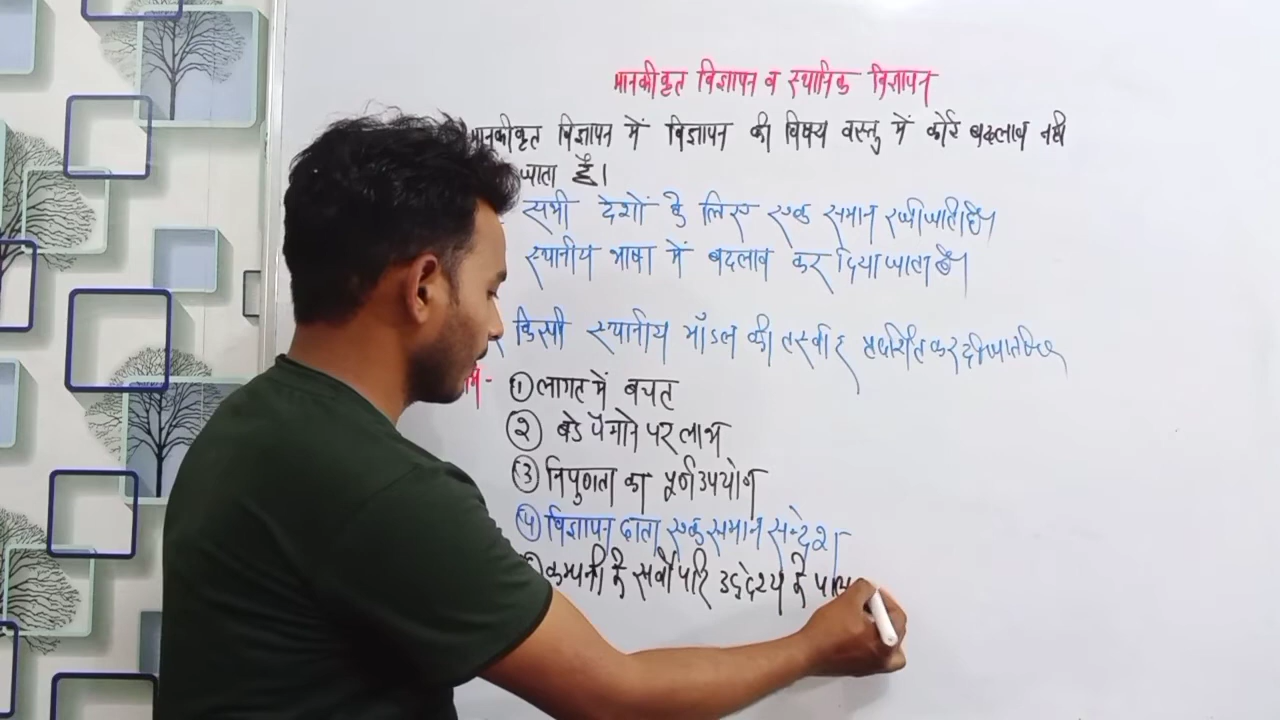 मानकीकृत विज्ञापन व स्थानिक विज्ञापन
मानकीकृत विज्ञापन में विज्ञापन की विषय वस्तु में कोई बदलाव नही
जाता है।
सभी देशों के लिए एक समान रखी जाती है।
स्थानीय भाषा में बदलाव कर दिया जाता है।
किसी स्थानीय मॉडल की तस्वीर प्रदर्शित कर दी जाती है
① लागत में बचत
② बडे पैमाने पर लाभ
③ निपुणता का पूर्ण उपयोग
④ विज्ञापन दाता एक समान सन्देश
कम्पनी के सर्वोपरि उद्देश्य के